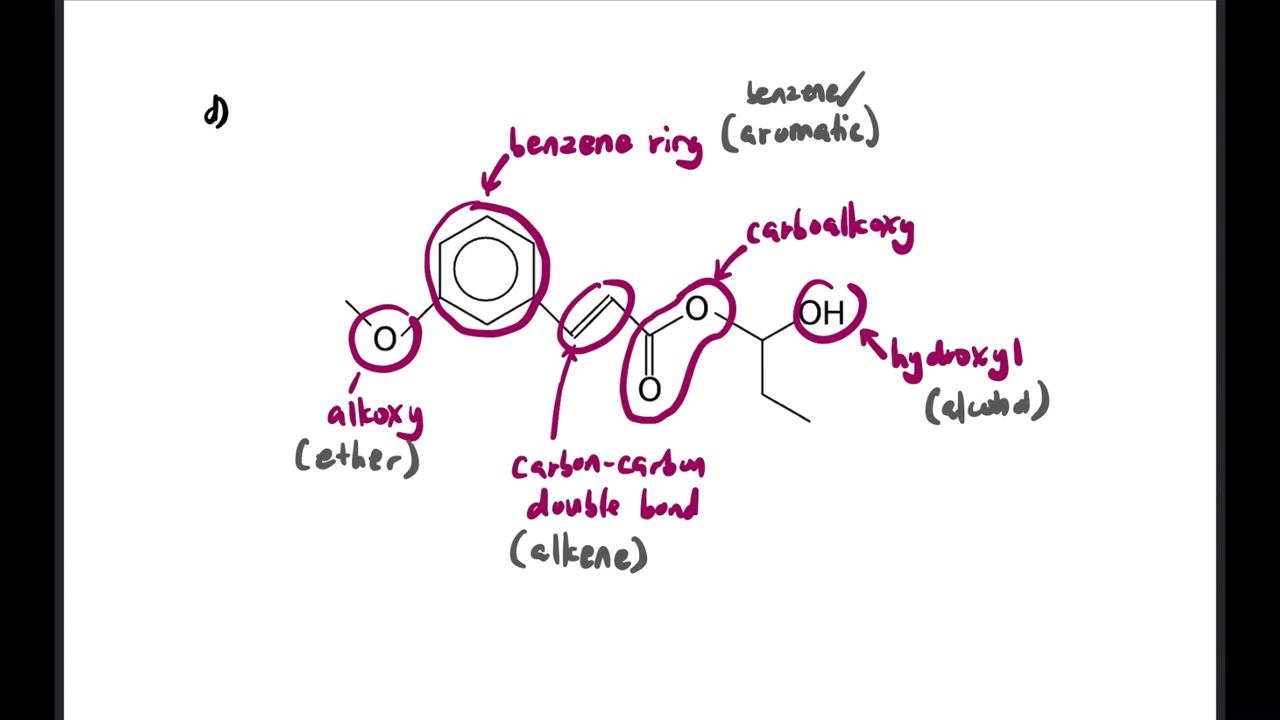 d)
benzene/
(aromatic)
benzene ring
carboalkoxy
O
OH
O
O
hydroxyl
(alcohol)
alkoxy
(ether)
carbon-carbon
double bond
(alkene)